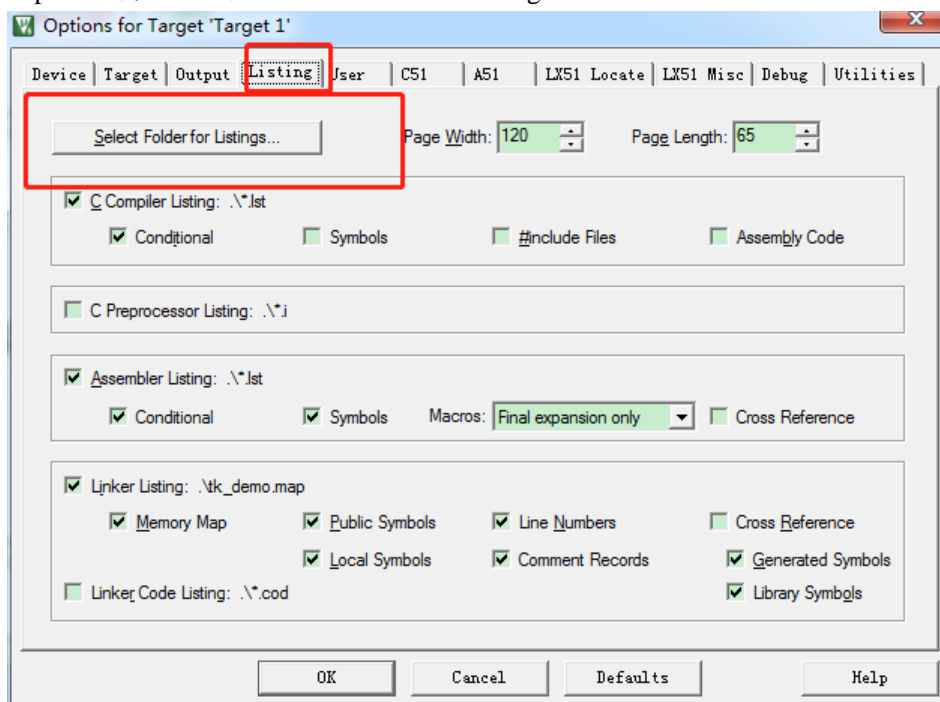 Options for Target 'Target 1'
Device Target Output Listing User C51 A51 LX51 Locate LX51 Misc Debug Utilities
Select Folder for Listings... Page Width: 120 Page Length: 65
C Compiler Listing: .\*.lst
Conditional Symbols #include Files Assembly Code
C Preprocessor Listing: .\*.i
Assembler Listing: .\*.lst
Conditional Symbols Macros: Final expansion only Cross Reference
Linker Listing: .\tk_demo.map
Memory Map Public Symbols Line Numbers Cross Reference
Local Symbols Comment Records Generated Symbols
Linker Code Listing: .\*.cod Library Symbols
OK Cancel Defaults Help